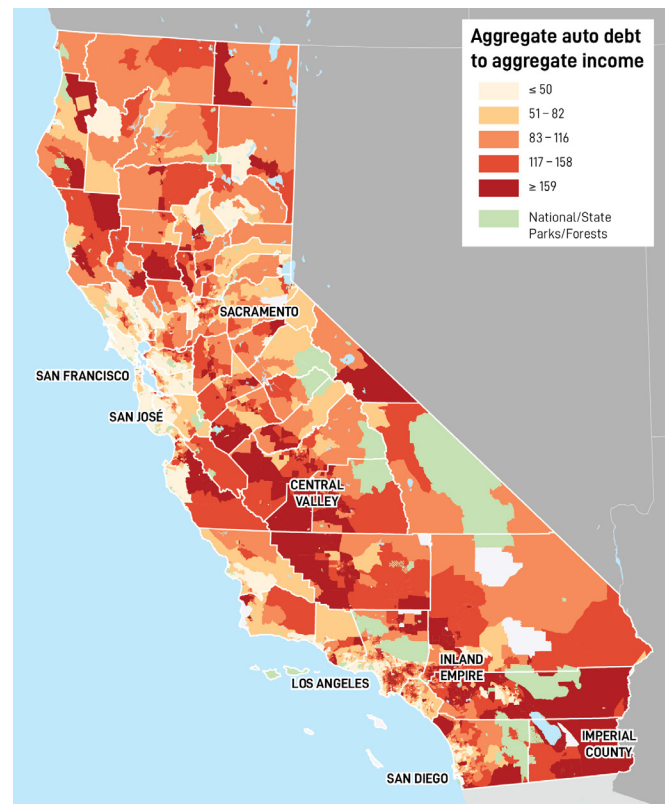 Aggregate auto debt
to aggregate income
≤ 50
51 – 82
83 – 116
117 – 158
≥ 159
National/State
Parks/Forests
SACRAMENTO
SAN FRANCISCO
SAN JOSÉ
CENTRAL
VALLEY
INLAND
EMPIRE
LOS ANGELES
IMPERIAL
COUNTY
SAN DIEGO